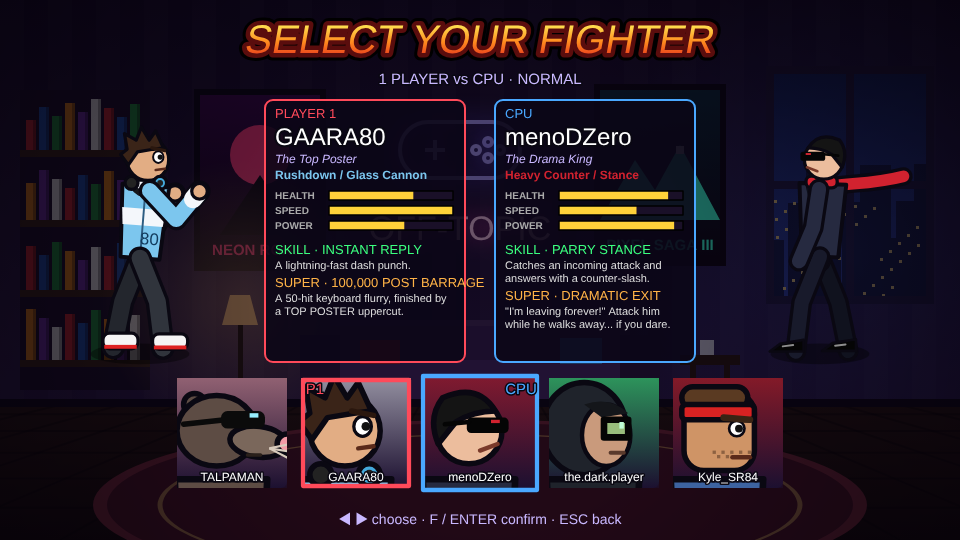 SELECT YOUR FIGHTER
1 PLAYER vs CPU · NORMAL
PLAYER 1
GAARA80
The Top Poster
Rushdown / Glass Cannon
HEALTH
SPEED
POWER
SKILL · INSTANT REPLY
A lightning-fast dash punch.
SUPER · 100,000 POST BARRAGE
A 50-hit keyboard flurry, finished by
a TOP POSTER uppercut.
CPU
menoDZero
The Drama King
Heavy Counter / Stance
HEALTH
SPEED
POWER
SKILL · PARRY STANCE
Catches an incoming attack and
answers with a counter-slash.
SUPER · DRAMATIC EXIT
"I'm leaving forever!" Attack him
while he walks away... if you dare.
80
NEON
SAGA III
P1
CPU
TALPAMAN
GAARA80
menoDZero
the.dark.player
Kyle_SR84
◀ ▶ choose · F / ENTER confirm · ESC back